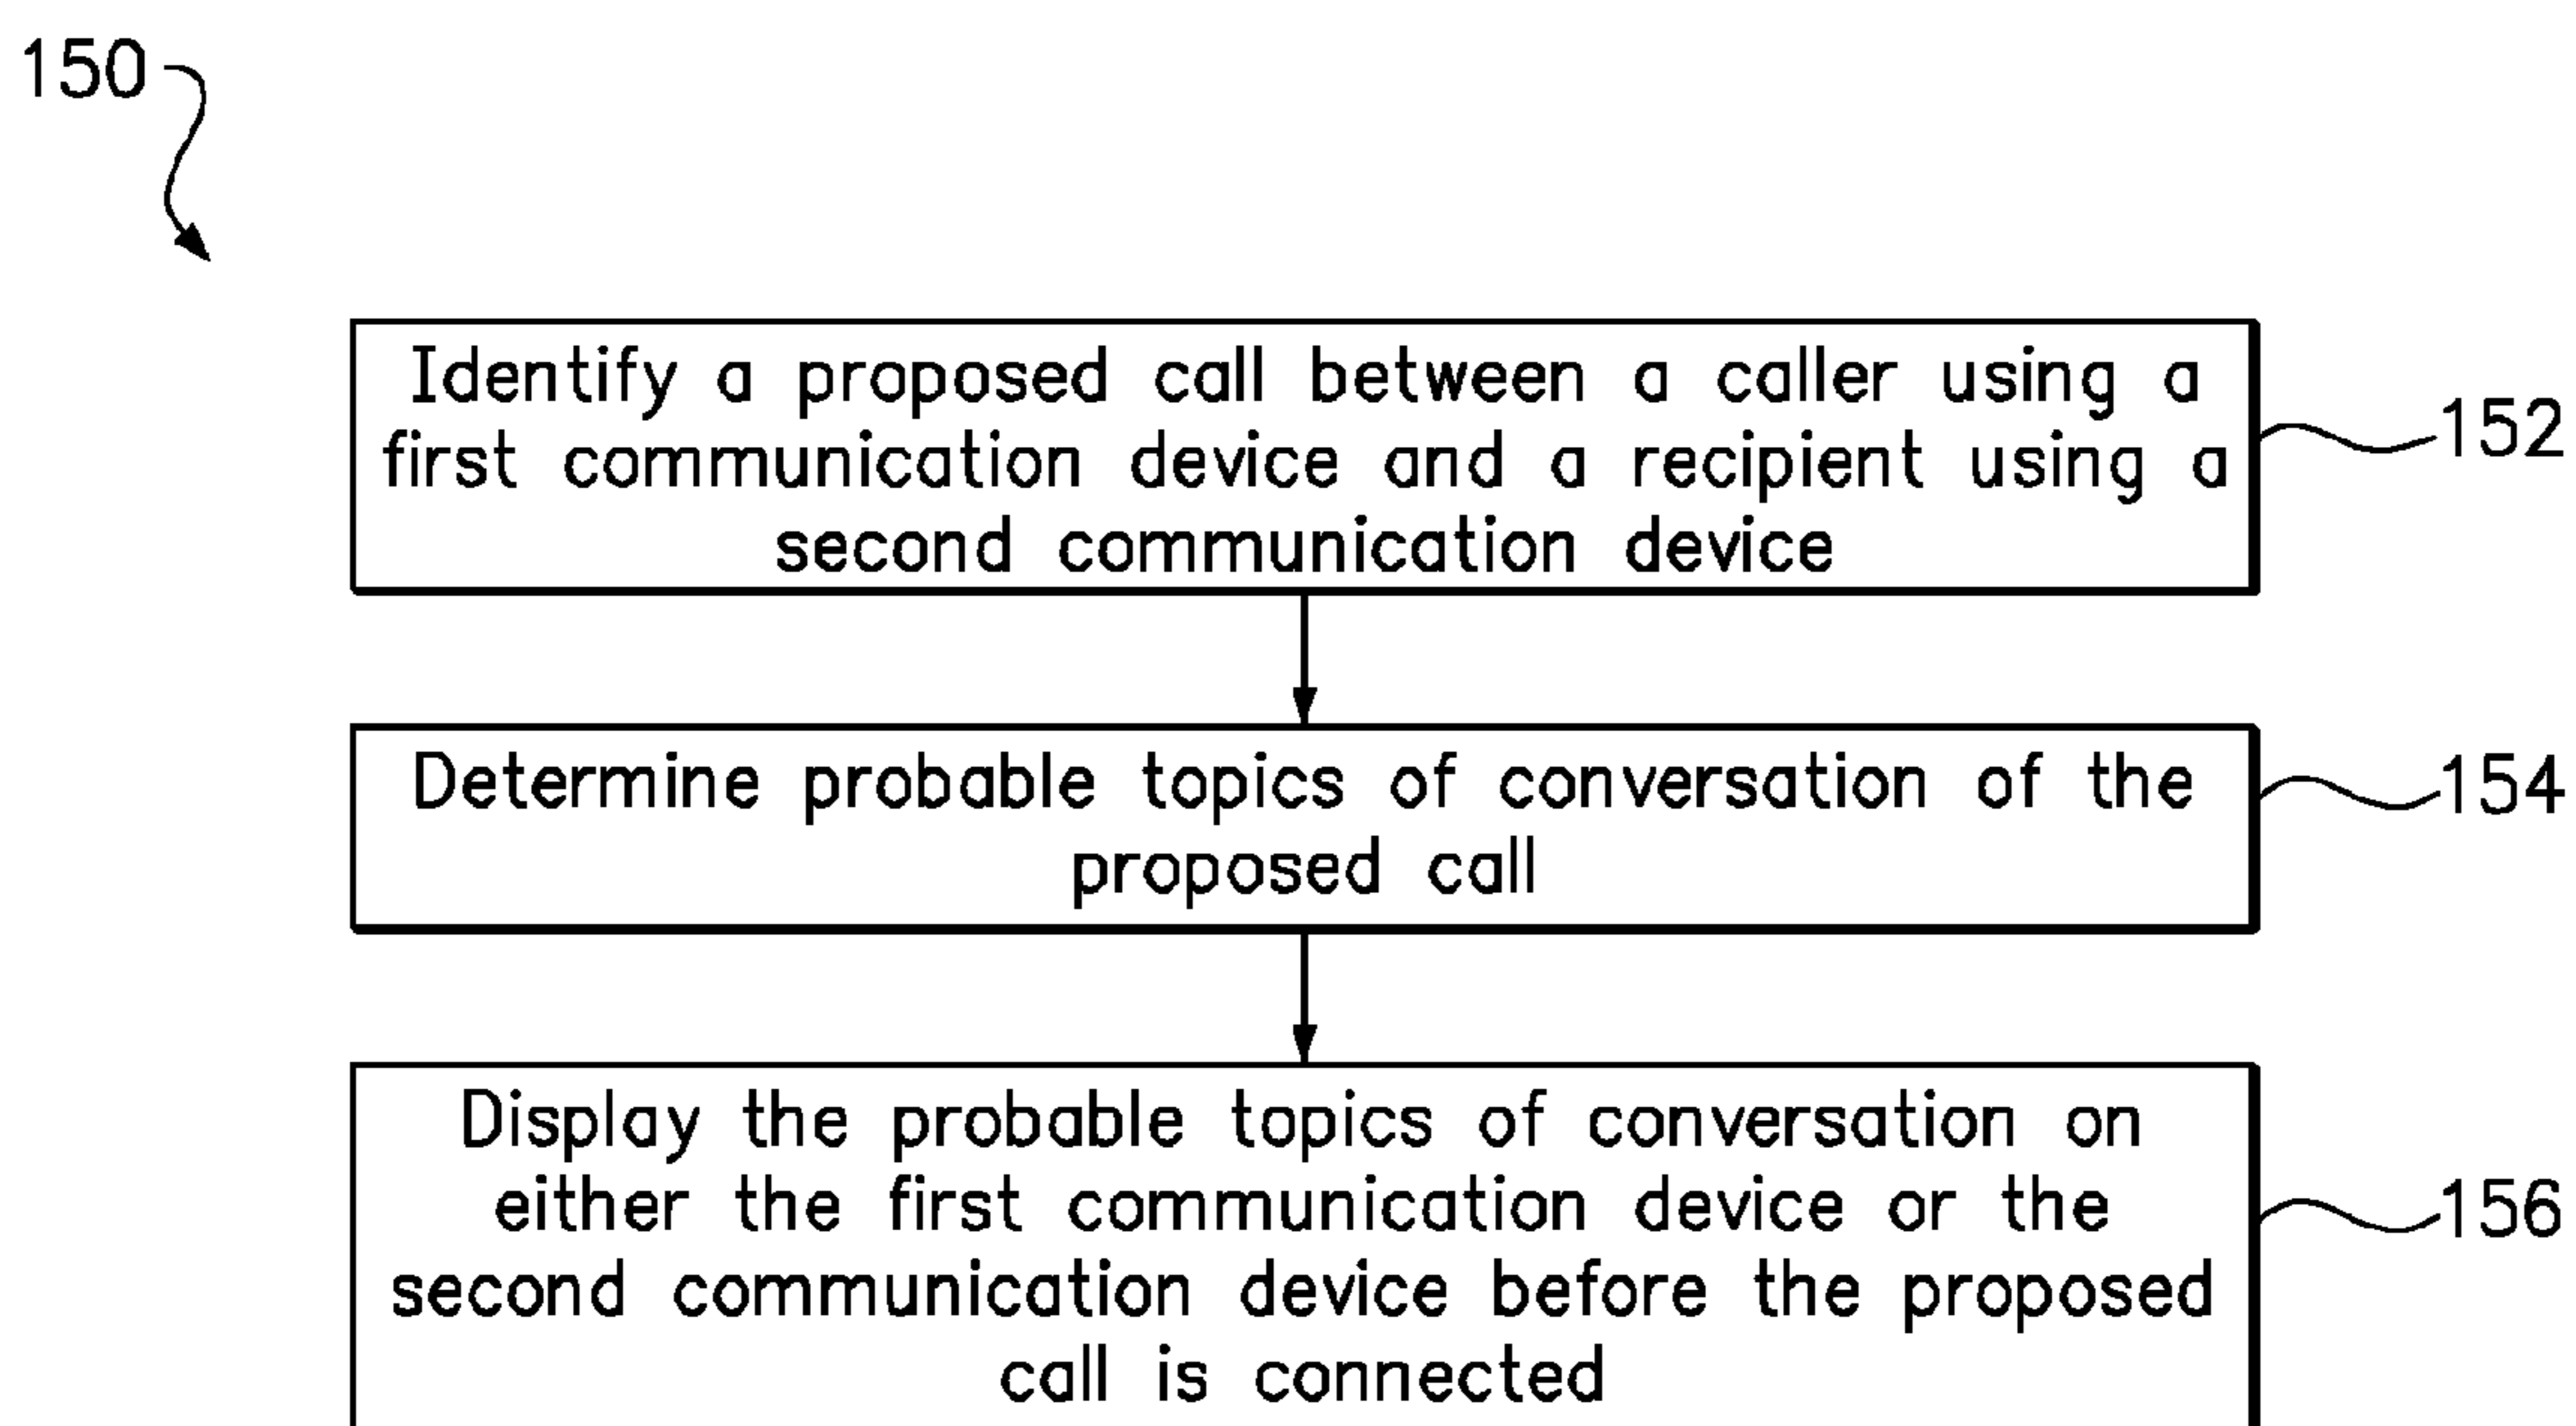 150
Identify a proposed call between a caller using a
first communication device and a recipient using a
second communication device
152
Determine probable topics of conversation of the
proposed call
154
Display the probable topics of conversation on
either the first communication device or the
second communication device before the proposed
call is connected
156